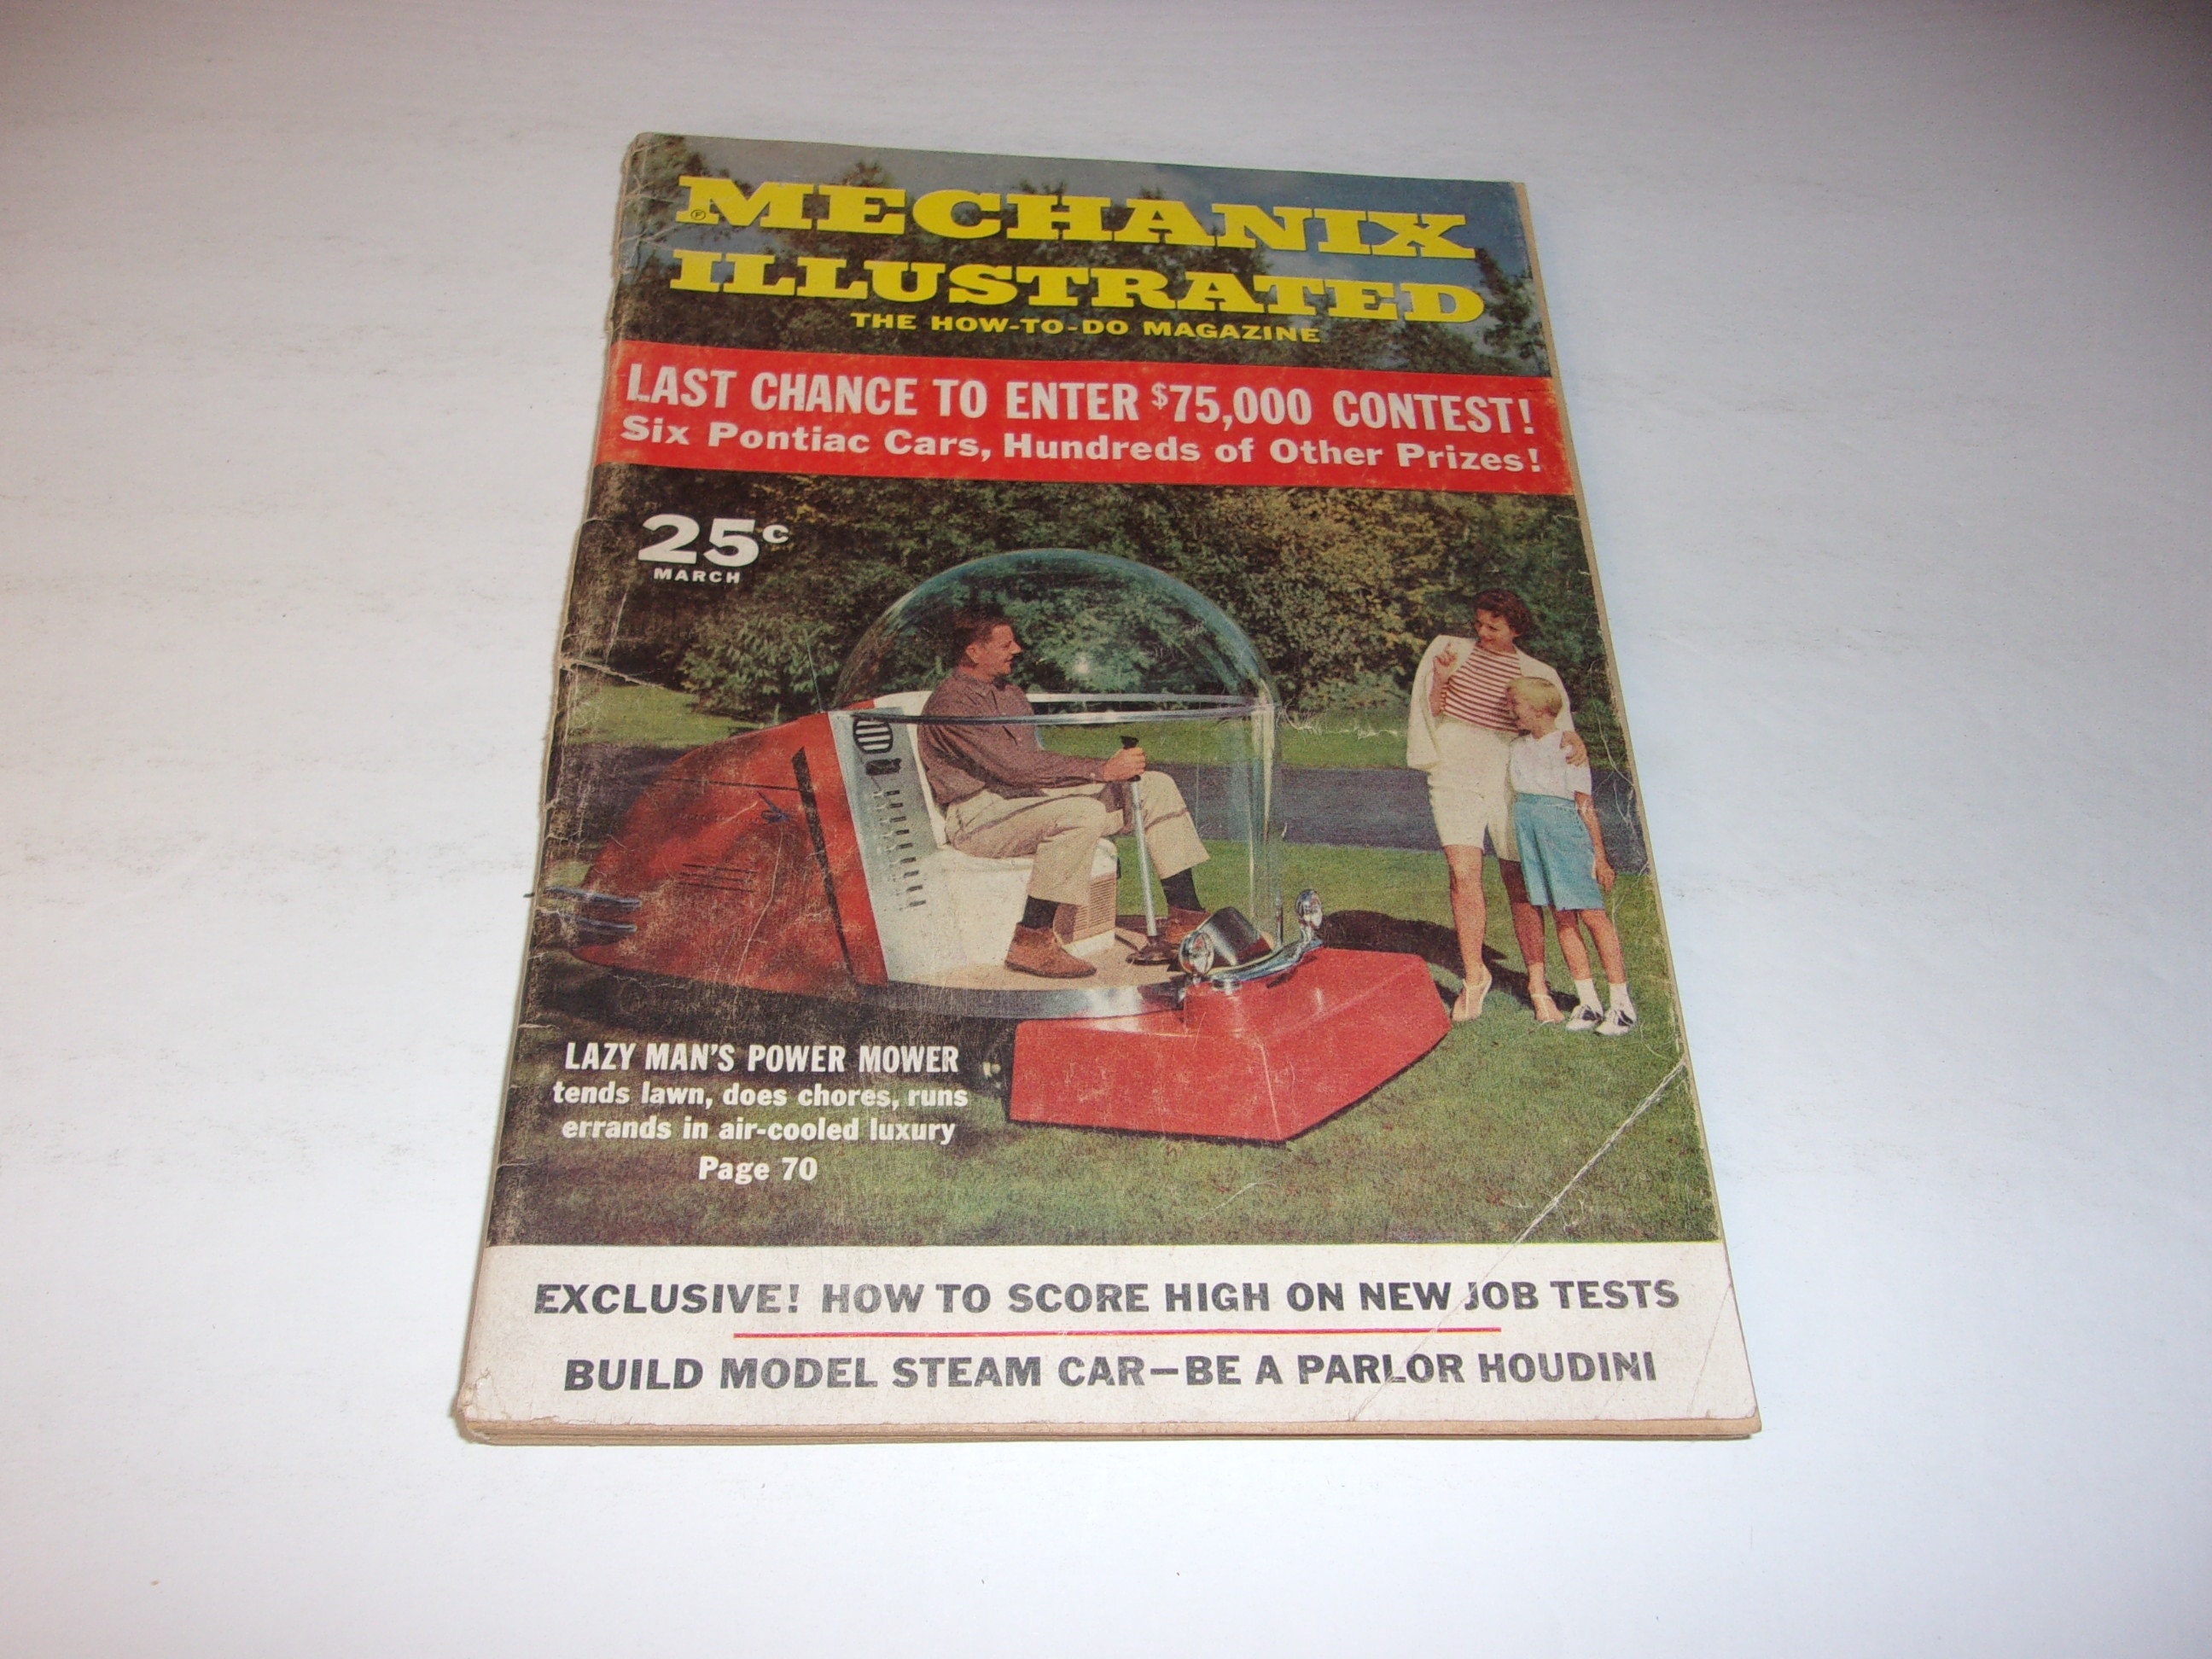 MECHANIX
ILLUSTRATED
THE HOW-TO-DO MAGAZINE
LAST CHANCE TO ENTER $75,000 CONTEST!
Six Pontiac Cars, Hundreds of Other Prizes!
25c
MARCH
LAZY MAN'S POWER MOWER
tends lawn, does chores, runs
errands in air-cooled luxury
Page 70
EXCLUSIVE! HOW TO SCORE HIGH ON NEW JOB TESTS
BUILD MODEL STEAM CAR—BE A PARLOR HOUDINI